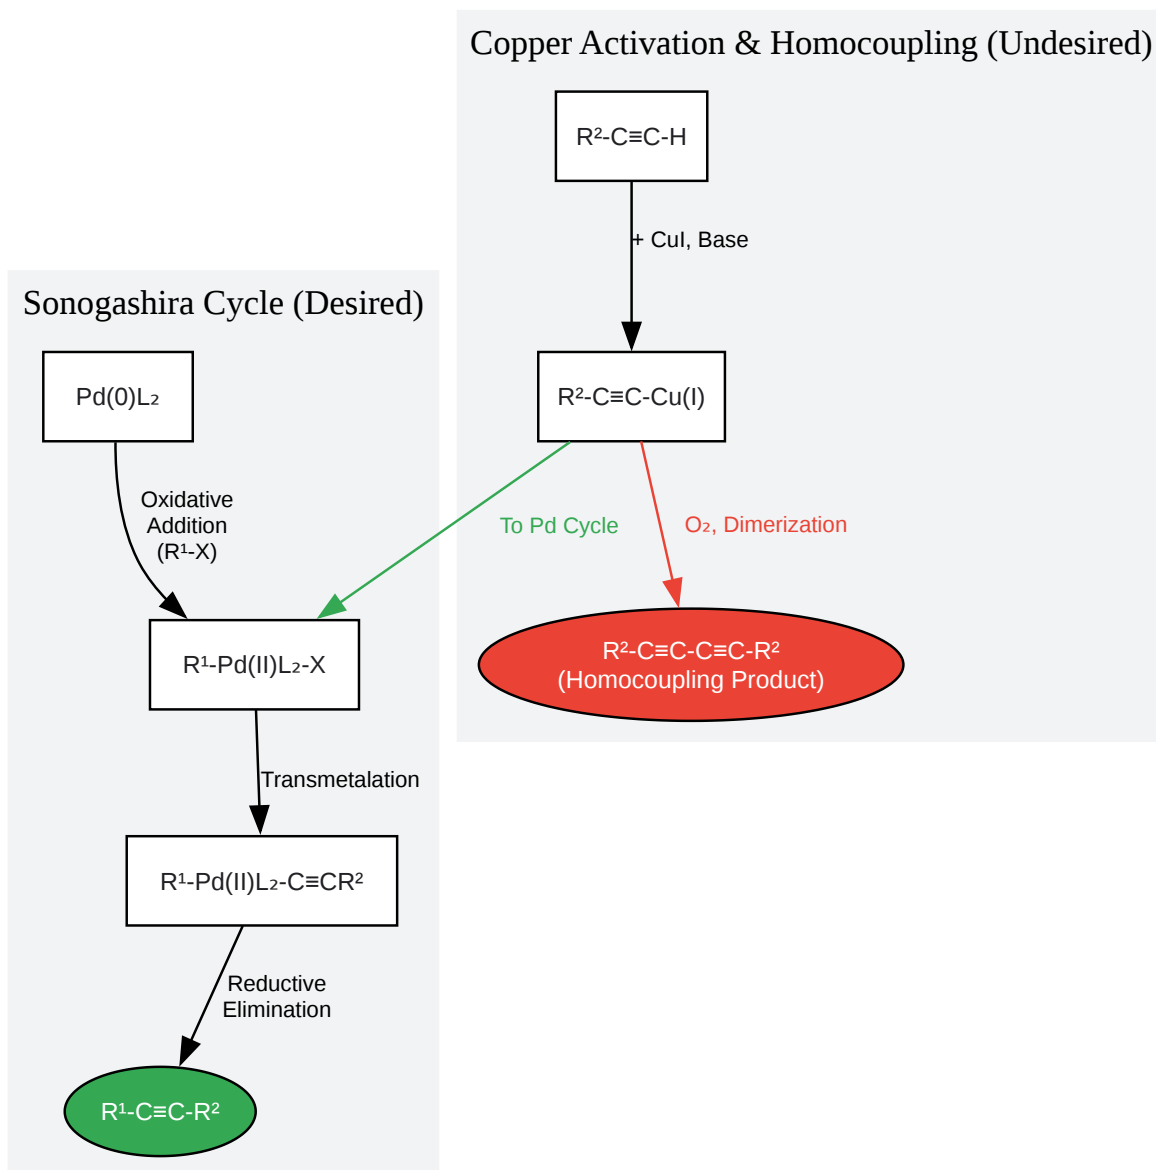 Copper Activation & Homocoupling (Undesired)
R²-C≡C-H
+ CuI, Base
R²-C≡C-Cu(I)
To Pd Cycle
O₂, Dimerization
R²-C≡C-C≡C-R²
(Homocoupling Product)
Sonogashira Cycle (Desired)
Pd(0)L₂
Oxidative
Addition
(R¹-X)
R¹-Pd(II)L₂-X
Transmetalation
R¹-Pd(II)L₂-C≡CR²
Reductive
Elimination
R¹-C≡C-R²